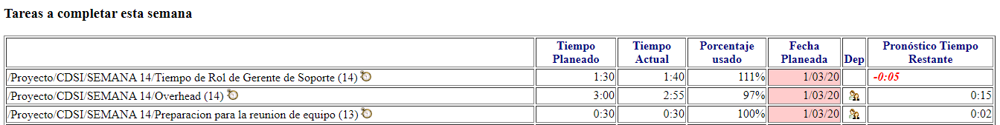 Tareas a completar esta semana
Tiempo Planeado Tiempo Actual Porcentaje usado Fecha Planeada Dep Pronóstico Tiempo Restante
/Proyecto/CDSI/SEMANA 14/Tiempo de Rol de Gerente de Soporte (14) 1:30 1:40 111% 1/03/20 -0:05
/Proyecto/CDSI/SEMANA 14/Overhead (14) 3:00 2:55 97% 1/03/20 0:15
/Proyecto/CDSI/SEMANA 14/Preparacion para la reunion de equipo (13) 0:30 0:30 100% 1/03/20 0:02